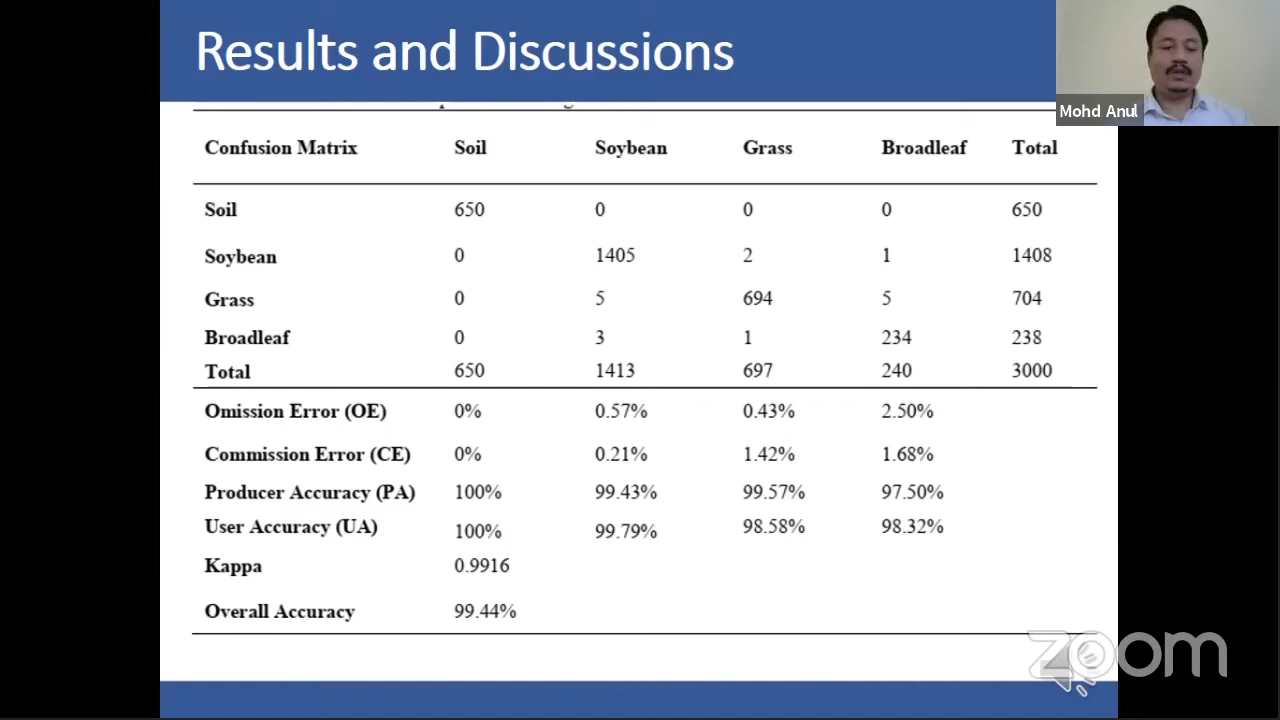 Results and Discussions
Mohd Anul
Confusion Matrix Soil Soybean Grass Broadleaf Total
Soil 650 0 0 0 650
Soybean 0 1405 2 1 1408
Grass 0 5 694 5 704
Broadleaf 0 3 1 234 238
Total 650 1413 697 240 3000
Omission Error (OE) 0% 0.57% 0.43% 2.50%
Commission Error (CE) 0% 0.21% 1.42% 1.68%
Producer Accuracy (PA) 100% 99.43% 99.57% 97.50%
User Accuracy (UA) 100% 99.79% 98.58% 98.32%
Kappa 0.9916
Overall Accuracy 99.44%
zoom